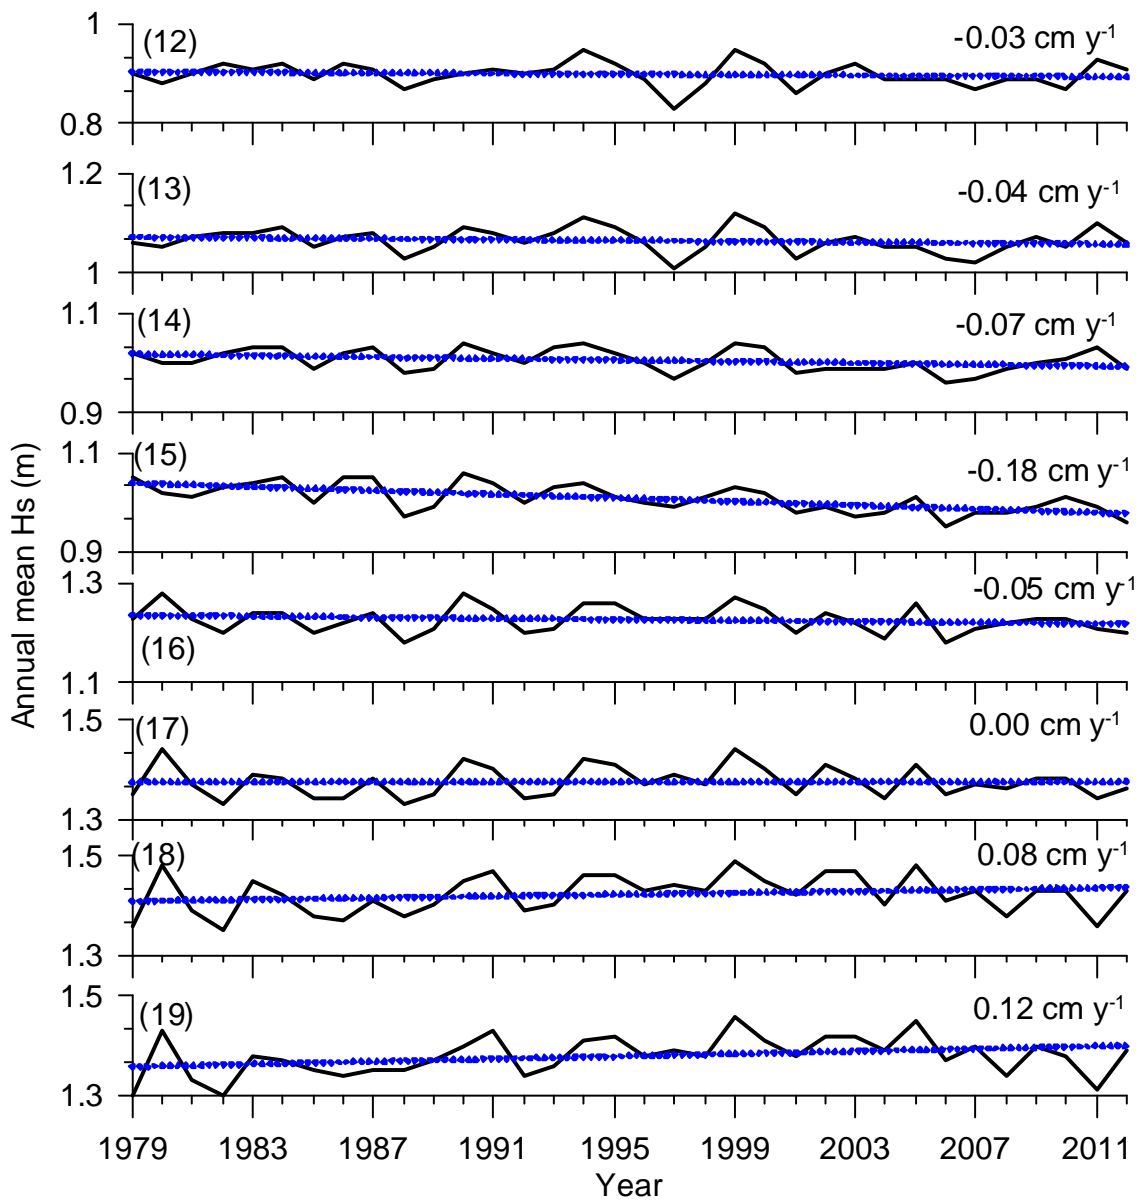 1
(12)
-0.03 cm y⁻¹
0.8
1.2
(13)
-0.04 cm y⁻¹
1
1.1
(14)
-0.07 cm y⁻¹
0.9
1.1
(15)
-0.18 cm y⁻¹
0.9
Annual mean Hs (m)
1.3
-0.05 cm y⁻¹
(16)
1.1
1.5
(17)
0.00 cm y⁻¹
1.3
1.5
(18)
0.08 cm y⁻¹
1.3
1.5
(19)
0.12 cm y⁻¹
1.3
1979 1983 1987 1991 1995 1999 2003 2007 2011
Year